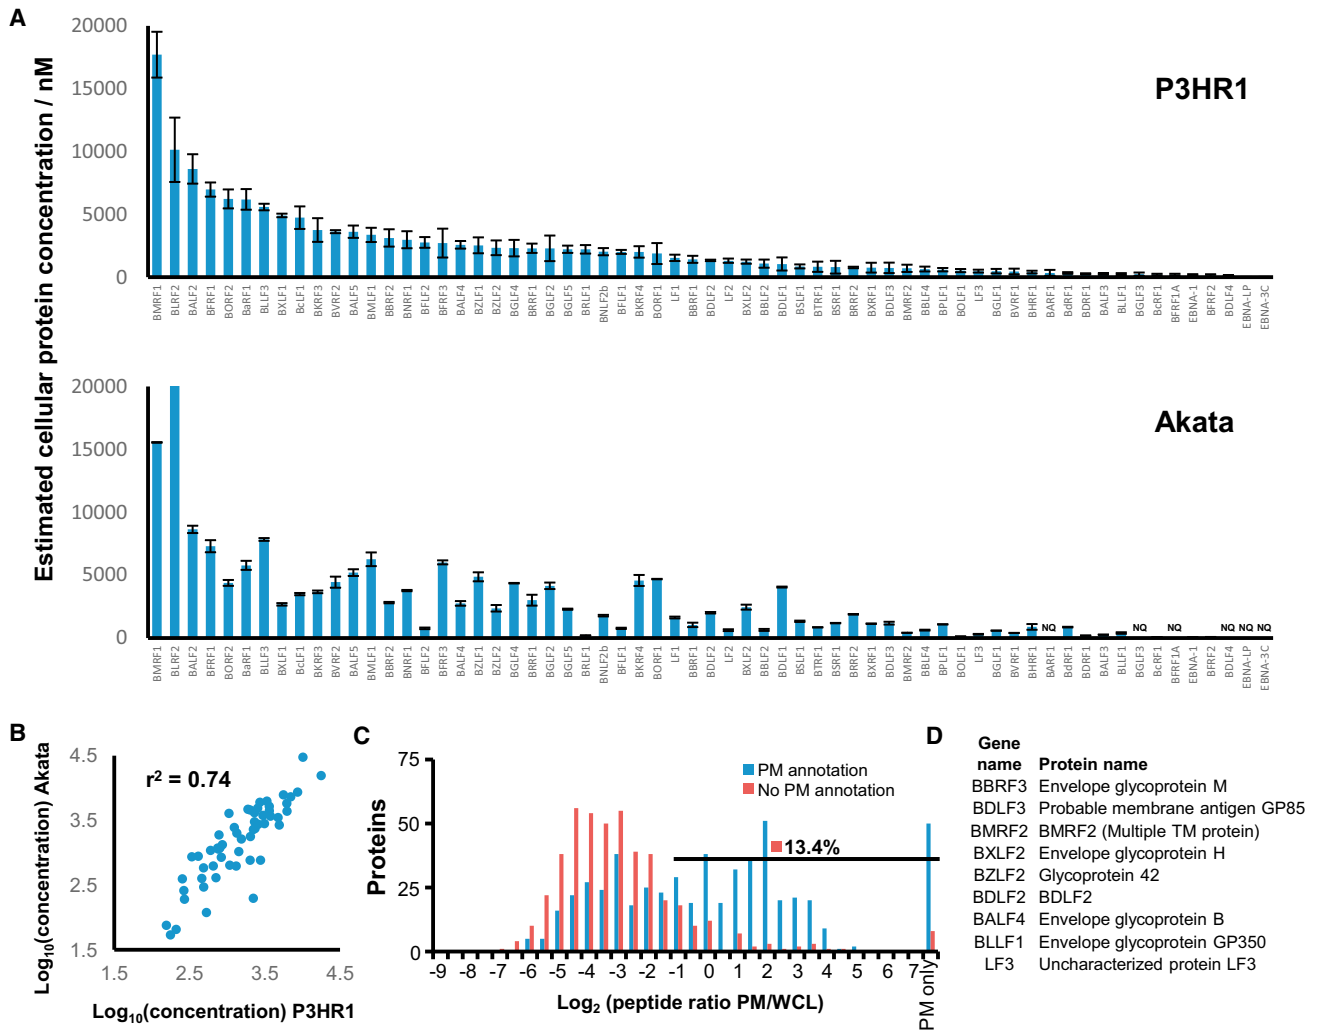 A
Estimated cellular protein concentration / nM
20000
15000
10000
5000
0
P3HR1
BMRF1 BLRF2 BALF2 BFRF1 BORF2 BaRF1 BLLF3 BXLF1 BcLF1 BKRF3 BVRF2 BALF5 BMLF1 BBRF2 BNRF1 BFLF2 BFRF3 BALF4 BZLF1 BZLF2 BGLF4 BRRF1 BGLF2 BGLF5 BRLF1 BNLF2b BFLF1 BKRF4 BORF1 LF1 BBRF1 BDLF2 LF2 BXLF2 BBLF2 BDLF1 BSLF1 BTRF1 BSRF1 BRRF2 BXRF1 BDLF3 BMRF2 BBLF4 BPLF1 BOLF1 LF3 BGLF1 BVRF1 BHRF1 BARF1 BdRF1 BDRF1 BALF3 BLLF1 BGLF3 BcRF1 BFRF1A EBNA-1 BFRF2 BDLF4 EBNA-LP EBNA-3C
20000
15000
10000
5000
0
Akata
NQ NQ NQ NQ NQ NQ
BMRF1 BLRF2 BALF2 BFRF1 BORF2 BaRF1 BLLF3 BXLF1 BcLF1 BKRF3 BVRF2 BALF5 BMLF1 BBRF2 BNRF1 BFLF2 BFRF3 BALF4 BZLF1 BZLF2 BGLF4 BRRF1 BGLF2 BGLF5 BRLF1 BNLF2b BFLF1 BKRF4 BORF1 LF1 BBRF1 BDLF2 LF2 BXLF2 BBLF2 BDLF1 BSLF1 BTRF1 BSRF1 BRRF2 BXRF1 BDLF3 BMRF2 BBLF4 BPLF1 BOLF1 LF3 BGLF1 BVRF1 BHRF1 BARF1 BdRF1 BDRF1 BALF3 BLLF1 BGLF3 BcRF1 BFRF1A EBNA-1 BFRF2 BDLF4 EBNA-LP EBNA-3C
B
Log10(concentration) Akata
4.5
3.5
2.5
1.5
r2 = 0.74
1.5 2.5 3.5 4.5
Log10(concentration) P3HR1
C
Proteins
75
50
25
0
PM annotation
No PM annotation
13.4%
-9 -8 -7 -6 -5 -4 -3 -2 -1 0 1 2 3 4 5 6 7 PM only
Log2 (peptide ratio PM/WCL)
D
Gene name Protein name
BBRF3 Envelope glycoprotein M
BDLF3 Probable membrane antigen GP85
BMRF2 BMRF2 (Multiple TM protein)
BXLF2 Envelope glycoprotein H
BZLF2 Glycoprotein 42
BDLF2 BDLF2
BALF4 Envelope glycoprotein B
BLLF1 Envelope glycoprotein GP350
LF3 Uncharacterized protein LF3